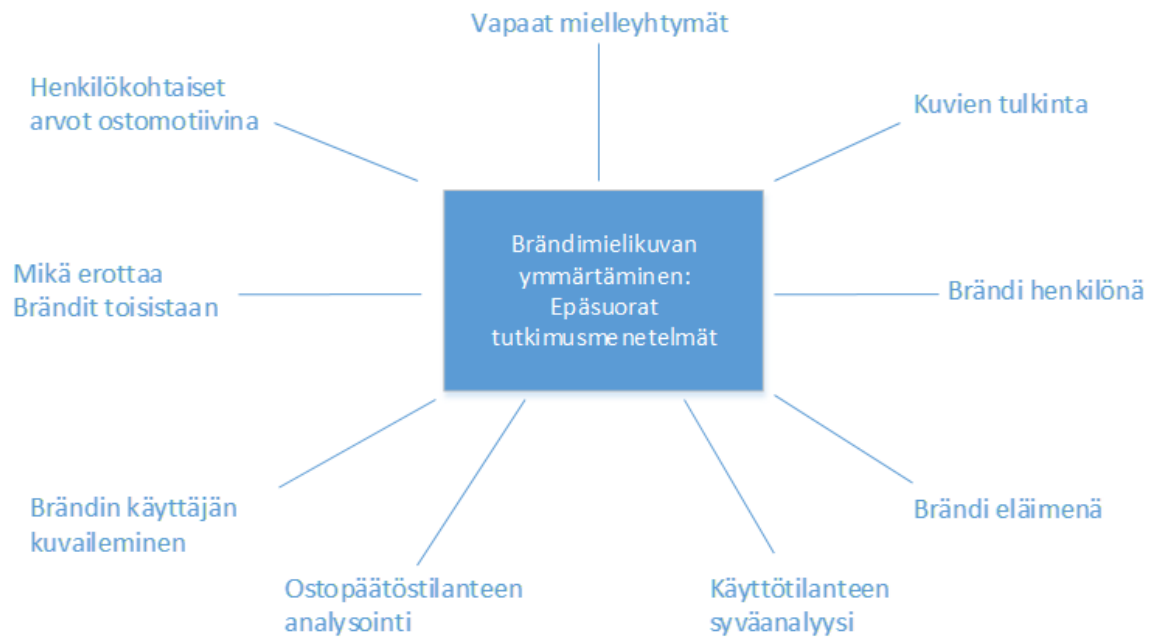 Vapaat mielleyhtymät
Henkilökohtaiset
arvot ostomotiivina
Kuvien tulkinta
Brändimielikuvan
ymmärtäminen:
Epäsuorat
tutkimusmenetelmät
Mikä erottaa
Brändit toisistaan
Brändi henkilönä
Brändin käyttäjän
kuvaileminen
Brändi eläimenä
Ostopäätöstilanteen
analysointi
Käyttötilanteen
syväanalyysi